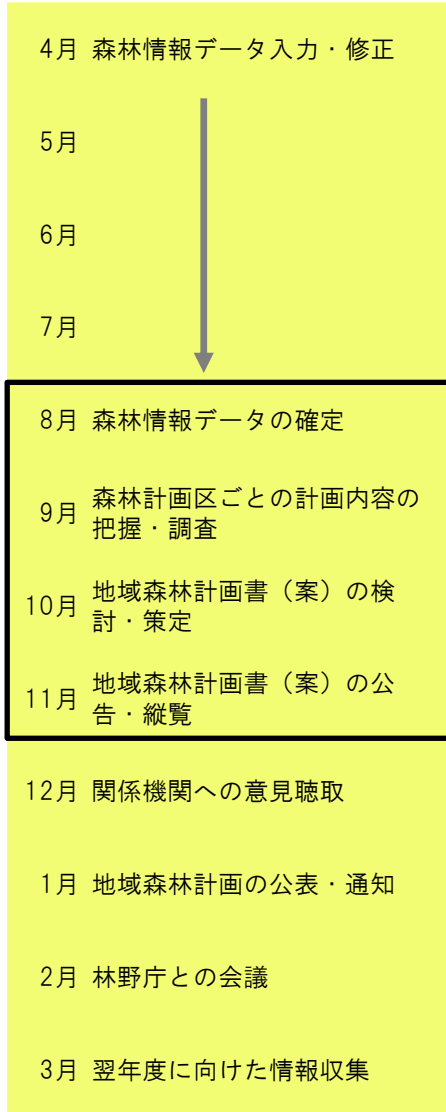 4月 森林情報データ入力・修正
5月
6月
7月
8月 森林情報データの確定
9月 森林計画区ごとの計画内容の
把握・調査
10月 地域森林計画書（案）の検
討・策定
11月 地域森林計画書（案）の公
告・縦覧
12月 関係機関への意見聴取
1月 地域森林計画の公表・通知
2月 林野庁との会議
3月 翌年度に向けた情報収集